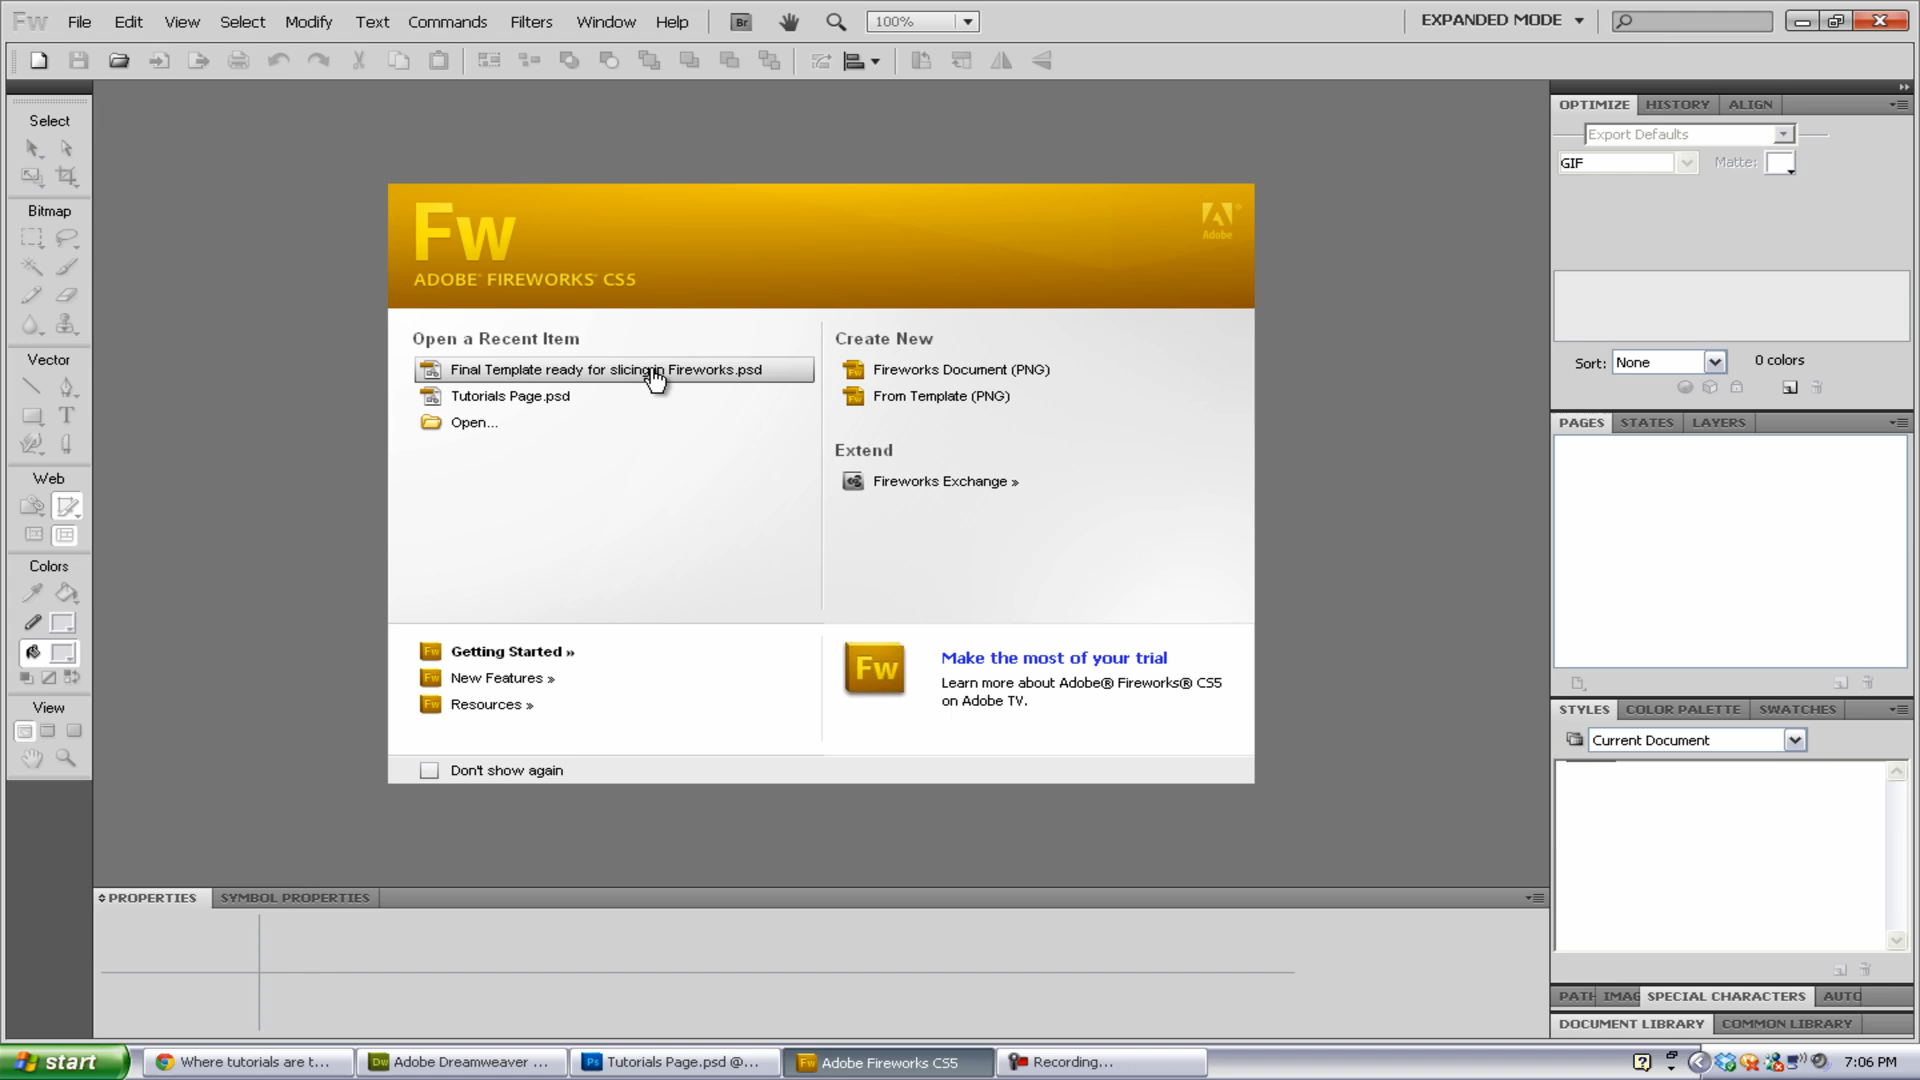 Fw File Edit View Select Modify Text Commands Filters Window Help Br 100% EXPANDED MODE
Select
Bitmap
Vector
Web
Colors
View
Fw
Adobe
ADOBE® FIREWORKS® CS5
Open a Recent Item
Final Template ready for slicing in Fireworks.psd
Tutorials Page.psd
Open...
Create New
Fireworks Document (PNG)
From Template (PNG)
Extend
Fireworks Exchange »
Getting Started »
New Features »
Resources »
Fw
Make the most of your trial
Learn more about Adobe® Fireworks® CS5
on Adobe TV.
Don't show again
OPTIMIZE HISTORY ALIGN
Export Defaults
GIF Matte:
Sort: None 0 colors
PAGES STATES LAYERS
STYLES COLOR PALETTE SWATCHES
Current Document
PATH IMAG SPECIAL CHARACTERS AUTO
DOCUMENT LIBRARY COMMON LIBRARY
PROPERTIES SYMBOL PROPERTIES
start Where tutorials are t... Dw Adobe Dreamweaver ... Ps Tutorials Page.psd @... Fw Adobe Fireworks CS5 Recording... 7:06 PM